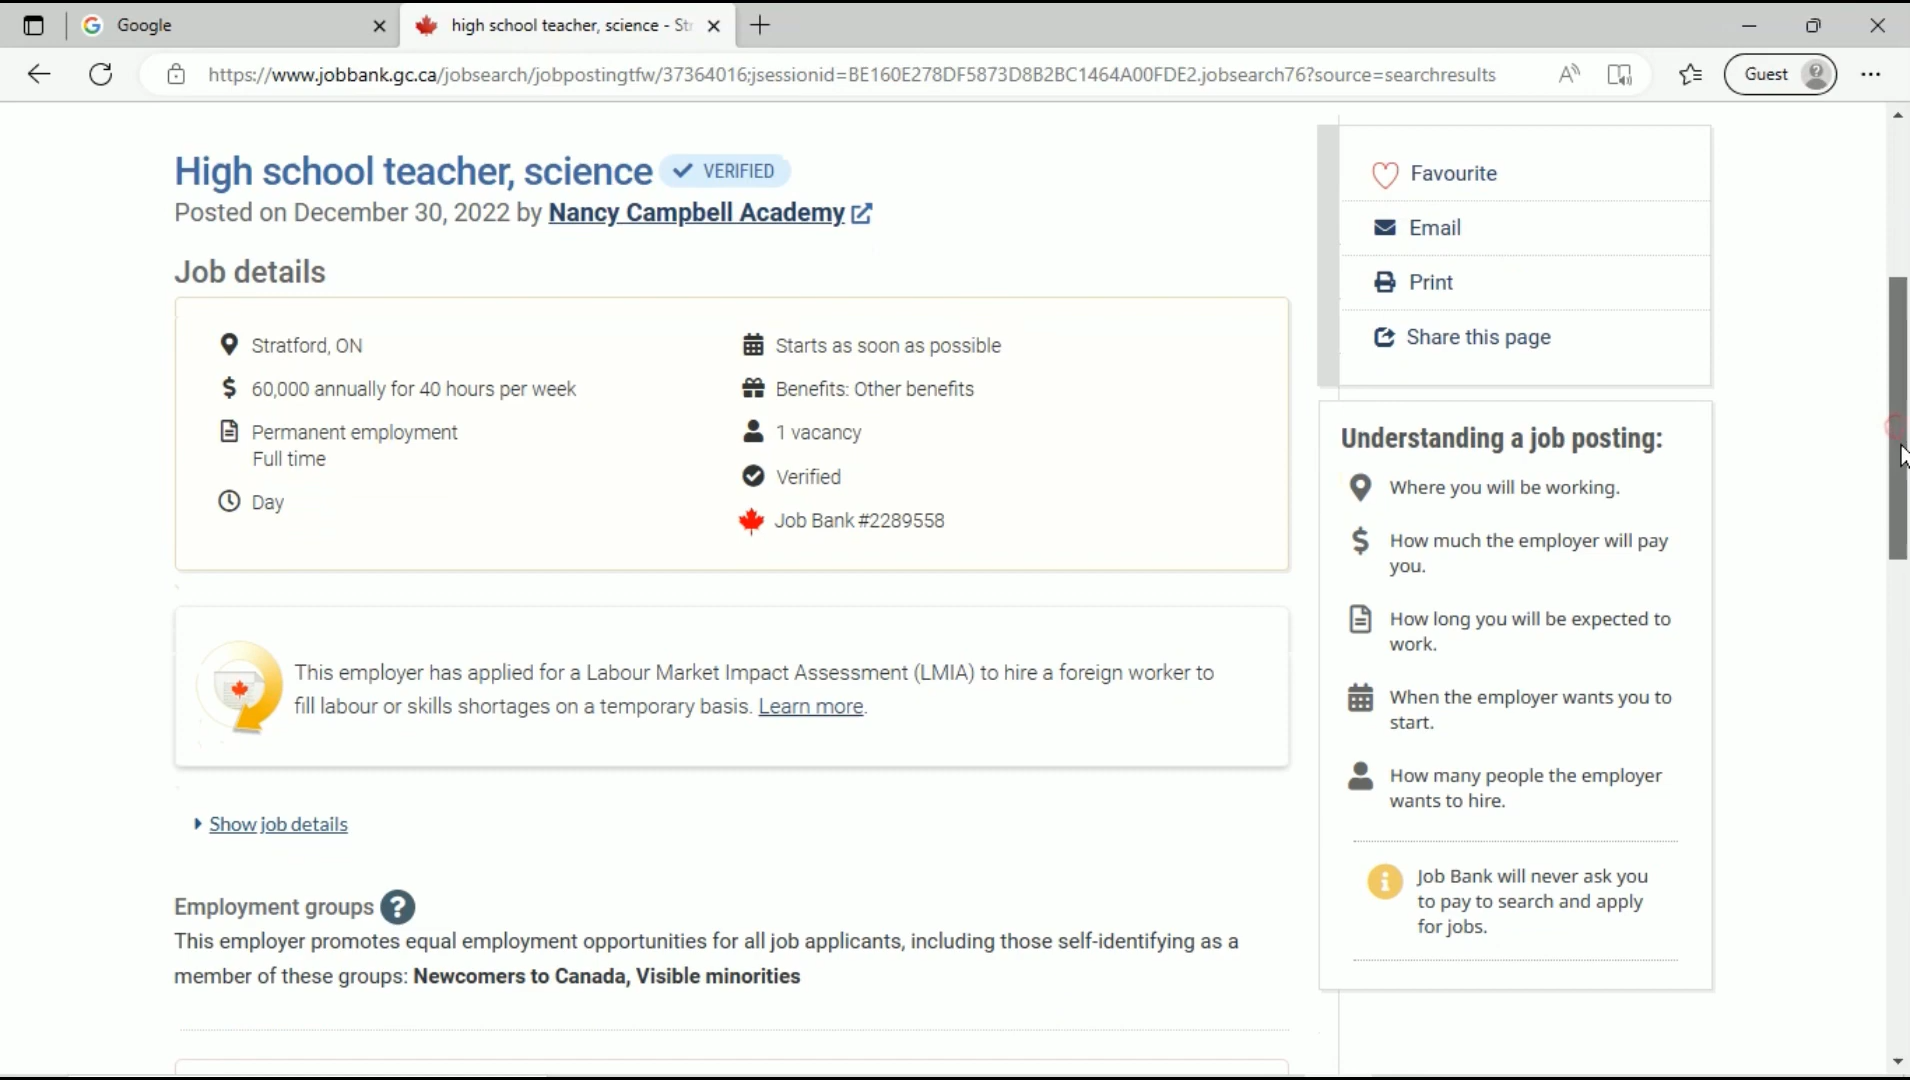 Google
high school teacher, science - Str
https://www.jobbank.gc.ca/jobsearch/jobpostingtfw/37364016;jsessionid=BE160E278DF5873D8B2BC1464A00FDE2.jobsearch76?source=searchresults
Guest
High school teacher, science
VERIFIED
Posted on December 30, 2022 by Nancy Campbell Academy
Job details
Stratford, ON
60,000 annually for 40 hours per week
Permanent employment
Full time
Day
Starts as soon as possible
Benefits: Other benefits
1 vacancy
Verified
Job Bank #2289558
This employer has applied for a Labour Market Impact Assessment (LMIA) to hire a foreign worker to
fill labour or skills shortages on a temporary basis. Learn more.
Show job details
Employment groups ?
This employer promotes equal employment opportunities for all job applicants, including those self-identifying as a
member of these groups: Newcomers to Canada, Visible minorities
Favourite
Email
Print
Share this page
Understanding a job posting:
Where you will be working.
How much the employer will pay
you.
How long you will be expected to
work.
When the employer wants you to
start.
How many people the employer
wants to hire.
Job Bank will never ask you
to pay to search and apply
for jobs.